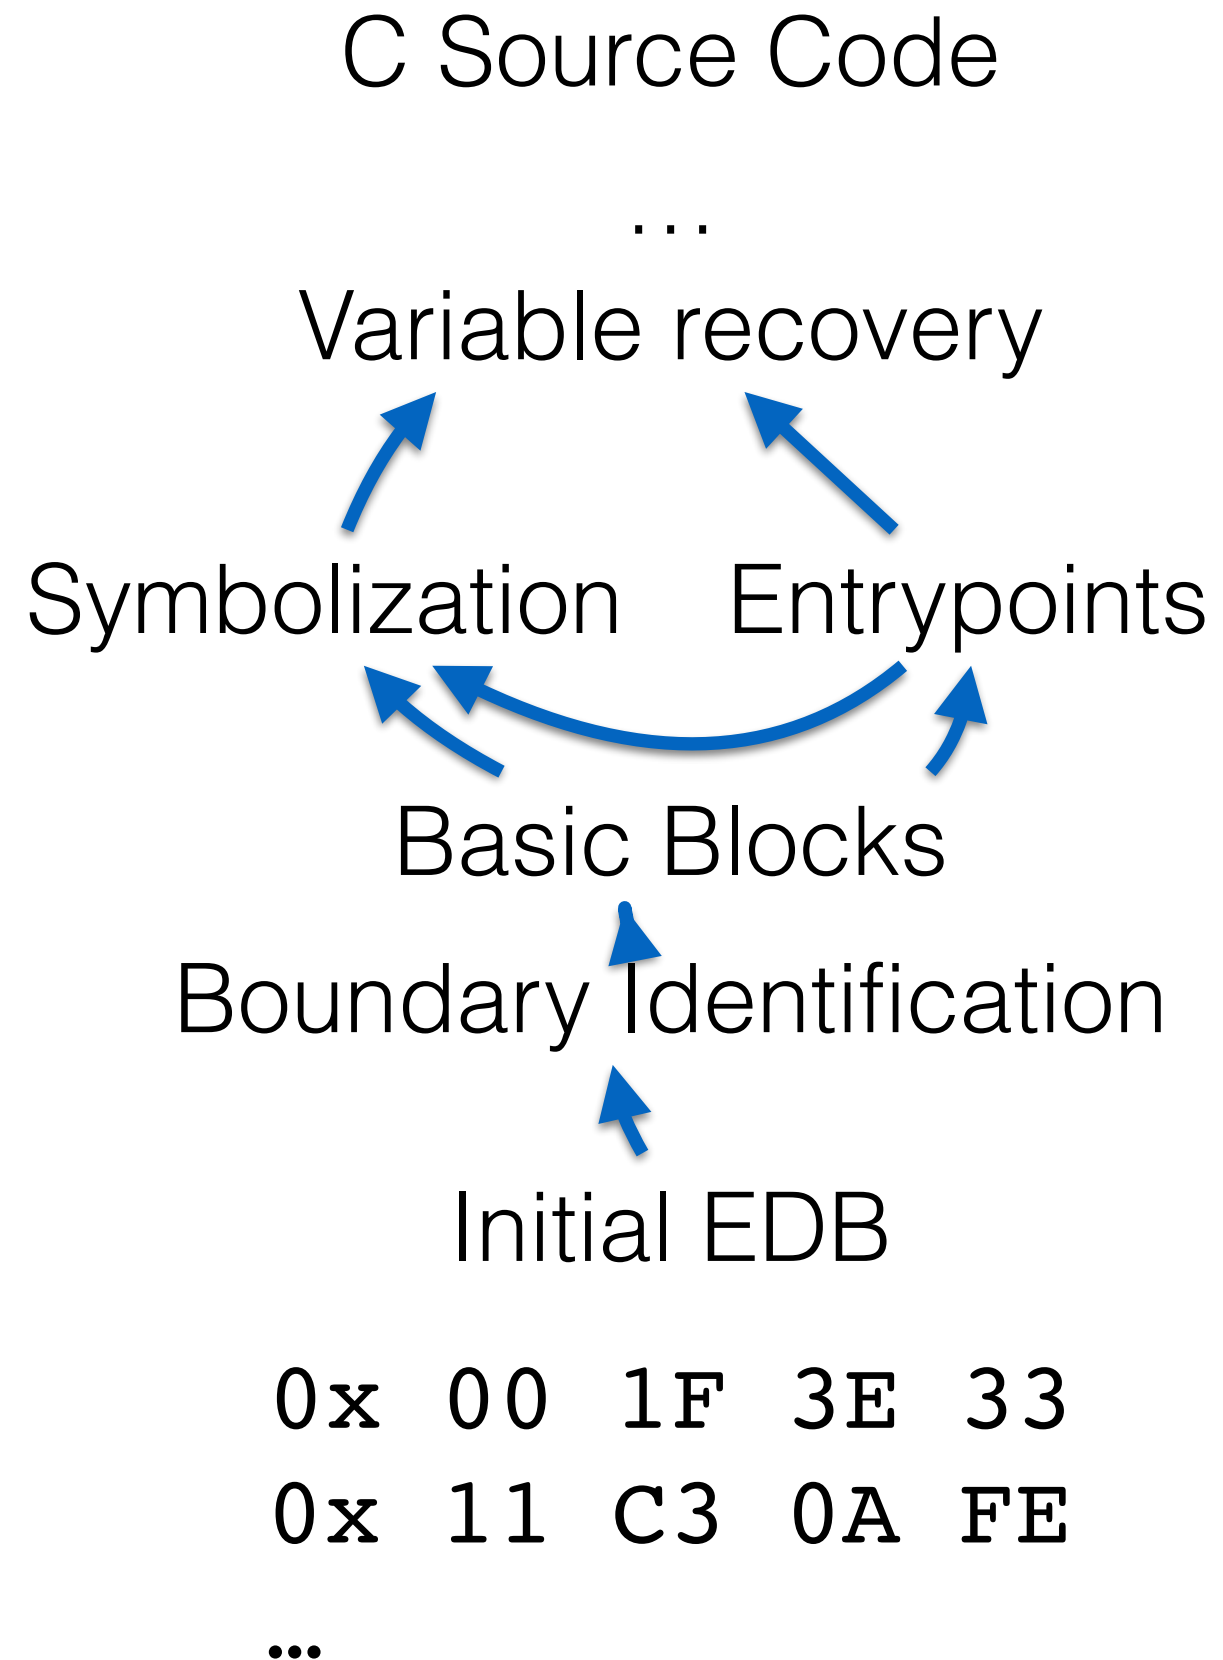 C Source Code
...
Variable recovery
Symbolization Entrypoints
Basic Blocks
Boundary Identification
Initial EDB
0x 00 1F 3E 33
0x 11 C3 0A FE
...